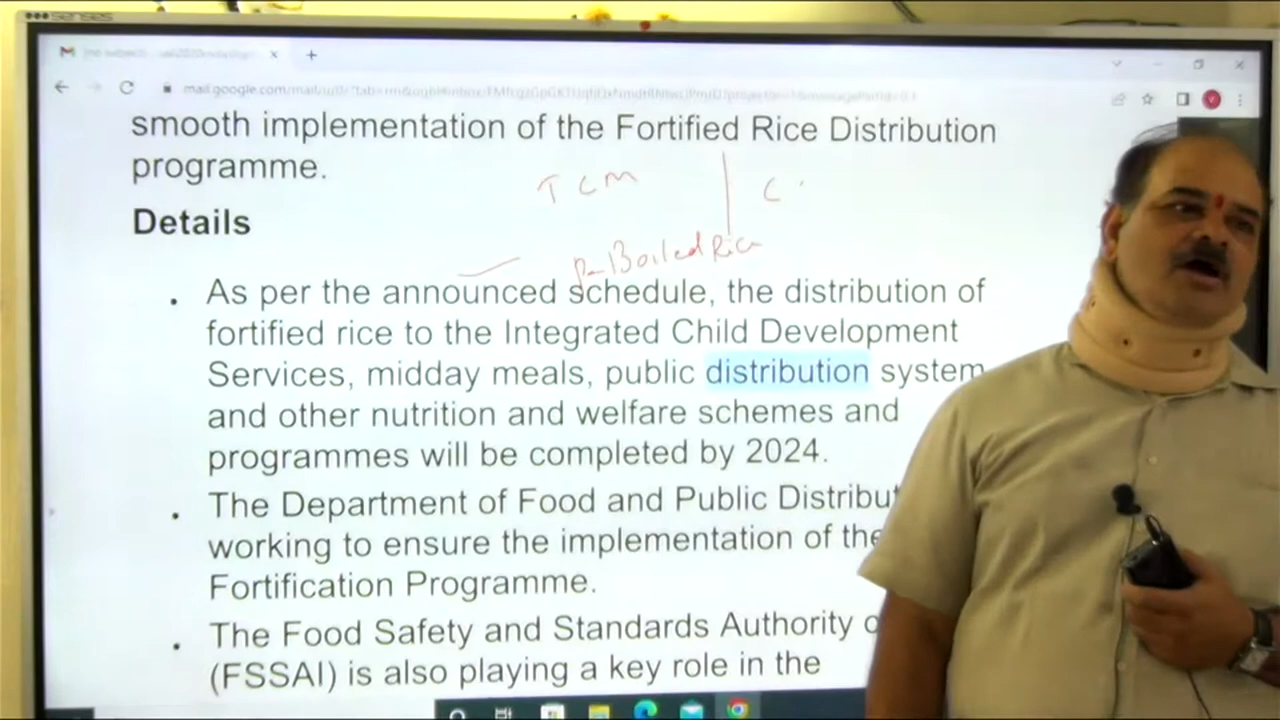 senses
smooth implementation of the Fortified Rice Distribution
programme.
T C M
C
Details
Boiled Rice
As per the announced schedule, the distribution of
fortified rice to the Integrated Child Development
Services, midday meals, public distribution system
and other nutrition and welfare schemes and
programmes will be completed by 2024.
The Department of Food and Public Distribu
working to ensure the implementation of the
Fortification Programme.
The Food Safety and Standards Authority o
(FSSAI) is also playing a key role in the